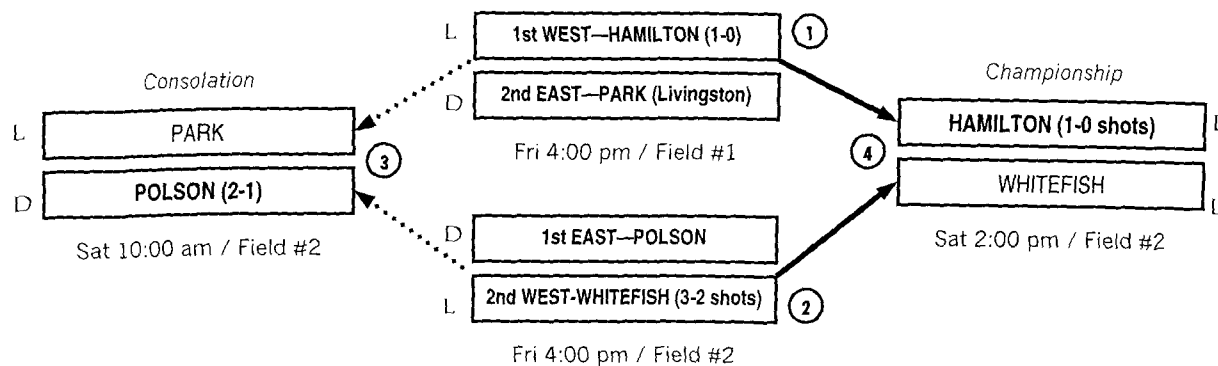 L
1st WEST—HAMILTON (1-0)
1
2nd EAST—PARK (Livingston)
D
Fri 4:00 pm / Field #1
Consolation
L
PARK
3
POLSON (2-1)
D
Sat 10:00 am / Field #2
Championship
HAMILTON (1-0 shots)
L
4
WHITEFISH
L
Sat 2:00 pm / Field #2
D
1st EAST—POLSON
2nd WEST-WHITEFISH (3-2 shots)
L
2
Fri 4:00 pm / Field #2